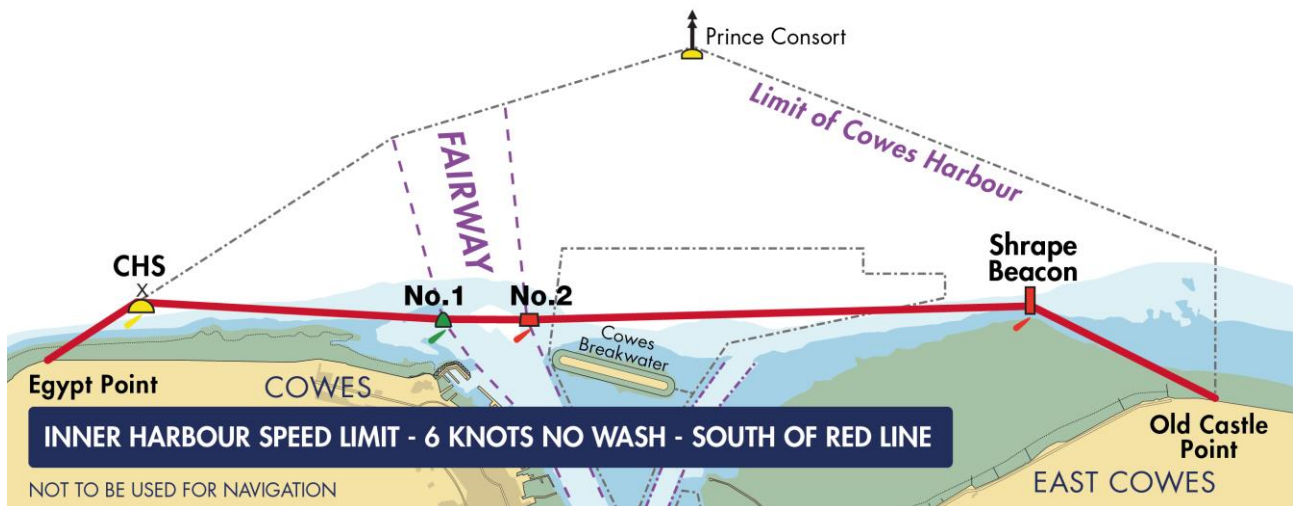 Prince Consort
Limit of Cowes Harbour
FAIRWAY
CHS
X
No.1
No.2
Shrape
Beacon
Cowes
Breakwater
Egypt Point
COWES
Old Castle
Point
INNER HARBOUR SPEED LIMIT - 6 KNOTS NO WASH - SOUTH OF RED LINE
EAST COWES
NOT TO BE USED FOR NAVIGATION